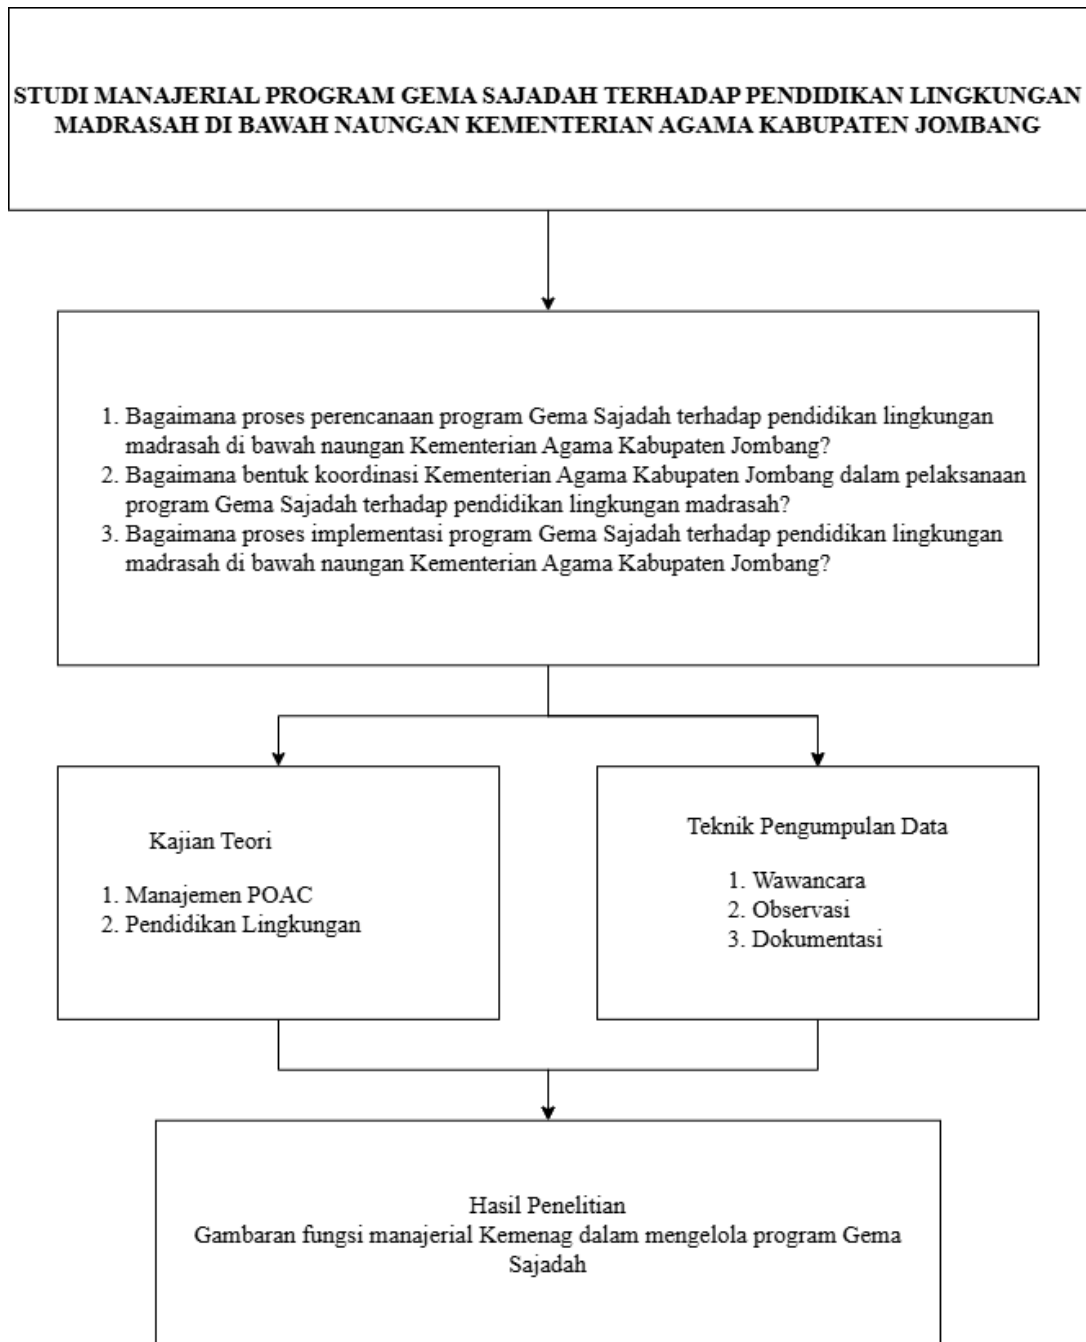 STUDI MANAJERIAL PROGRAM GEMA SAJADAH TERHADAP PENDIDIKAN LINGKUNGAN
MADRASAH DI BAWAH NAUNGAN KEMENTERIAN AGAMA KABUPATEN JOMBANG
1. Bagaimana proses perencanaan program Gema Sajadah terhadap pendidikan lingkungan
madrasah di bawah naungan Kementerian Agama Kabupaten Jombang?
2. Bagaimana bentuk koordinasi Kementerian Agama Kabupaten Jombang dalam pelaksanaan
program Gema Sajadah terhadap pendidikan lingkungan madrasah?
3. Bagaimana proses implementasi program Gema Sajadah terhadap pendidikan lingkungan
madrasah di bawah naungan Kementerian Agama Kabupaten Jombang?
Kajian Teori
1. Manajemen POAC
2. Pendidikan Lingkungan
Teknik Pengumpulan Data
1. Wawancara
2. Observasi
3. Dokumentasi
Hasil Penelitian
Gambaran fungsi manajerial Kemenag dalam mengelola program Gema
Sajadah